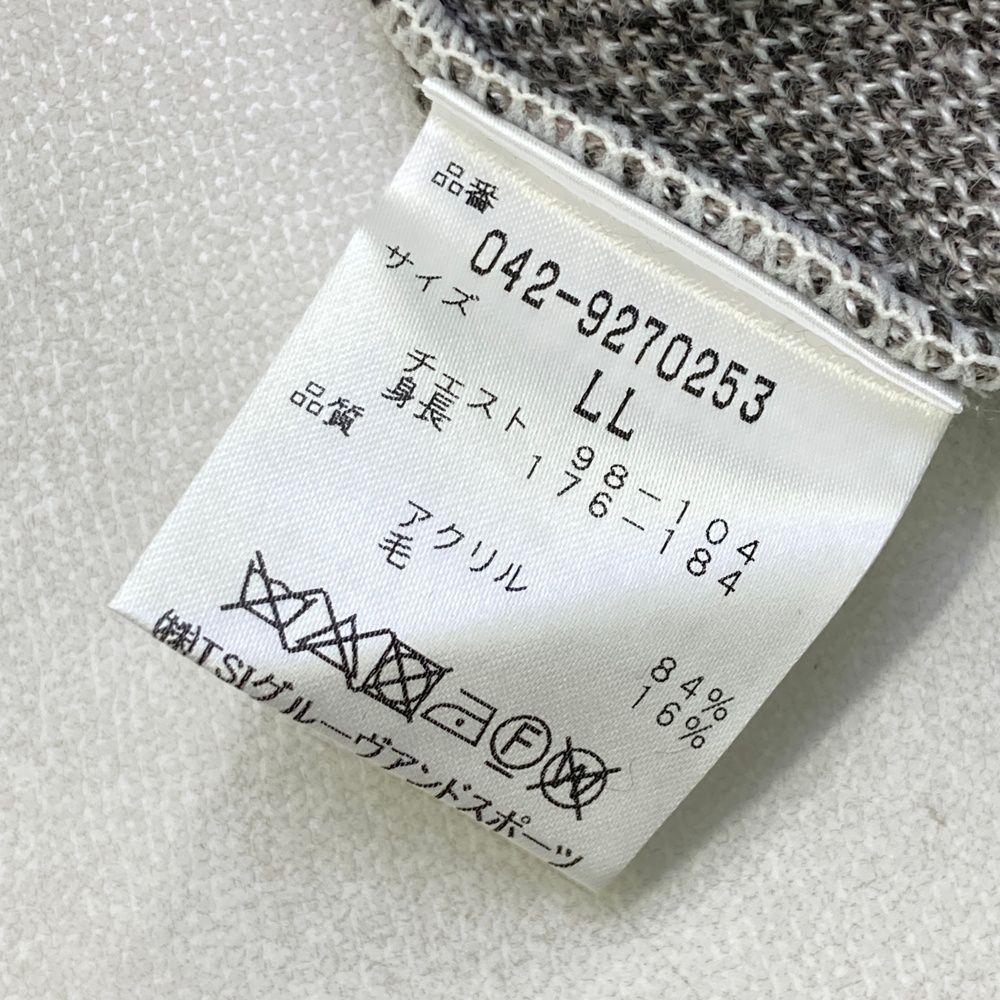 品番
042-9270253
サイズ
LL
チェスト 98-104
身長 176-184
品質
アクリル 84%
毛 16%
F
W
㈱TSIグルーヴアンドスポーツ